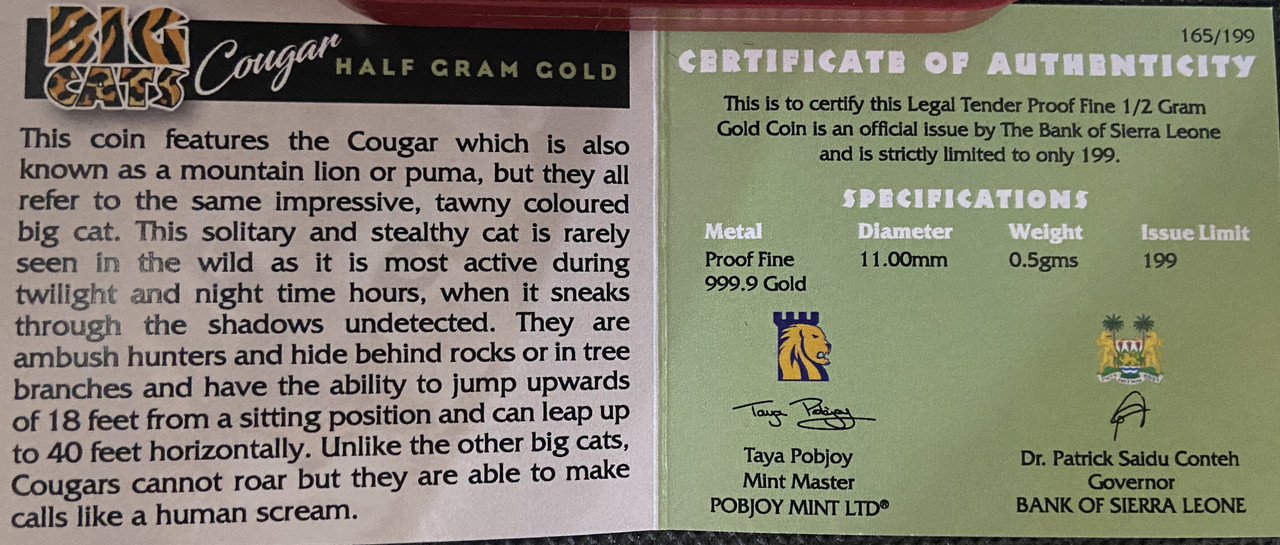 BIG
CATS
Cougar HALF GRAM GOLD
This coin features the Cougar which is also
known as a mountain lion or puma, but they all
refer to the same impressive, tawny coloured
big cat. This solitary and stealthy cat is rarely
seen in the wild as it is most active during
twilight and night time hours, when it sneaks
through the shadows undetected. They are
ambush hunters and hide behind rocks or in tree
branches and have the ability to jump upwards
of 18 feet from a sitting position and can leap up
to 40 feet horizontally. Unlike the other big cats,
Cougars cannot roar but they are able to make
calls like a human scream.
165/199
CERTIFICATE OF AUTHENTICITY
This is to certify this Legal Tender Proof Fine 1/2 Gram
Gold Coin is an official issue by The Bank of Sierra Leone
and is strictly limited to only 199.
SPECIFICATIONS
Metal Diameter Weight Issue Limit
Proof Fine 11.00mm 0.5gms 199
999.9 Gold
Taya Pobjoy
Taya Pobjoy
Mint Master
POBJOY MINT LTD®
Dr. Patrick Saidu Conteh
Governor
BANK OF SIERRA LEONE